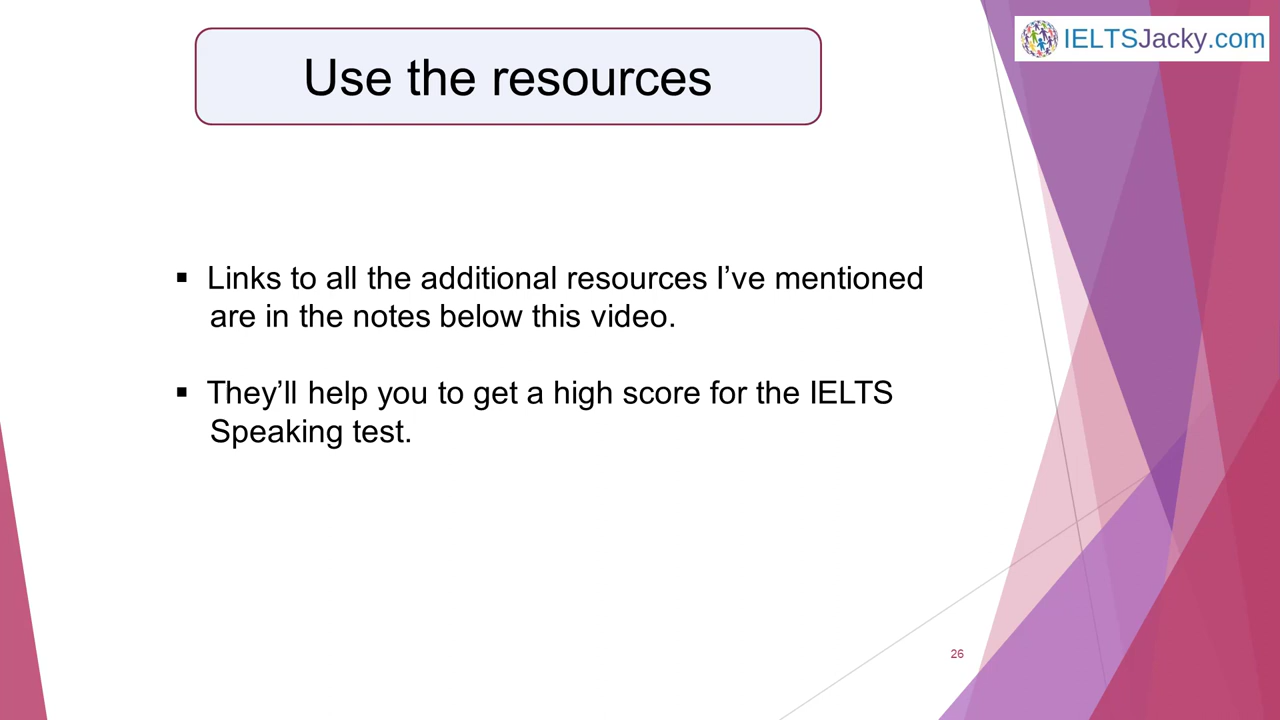 IELTSJacky.com
Use the resources
▪ Links to all the additional resources I’ve mentioned
are in the notes below this video.
▪ They’ll help you to get a high score for the IELTS
Speaking test.
26